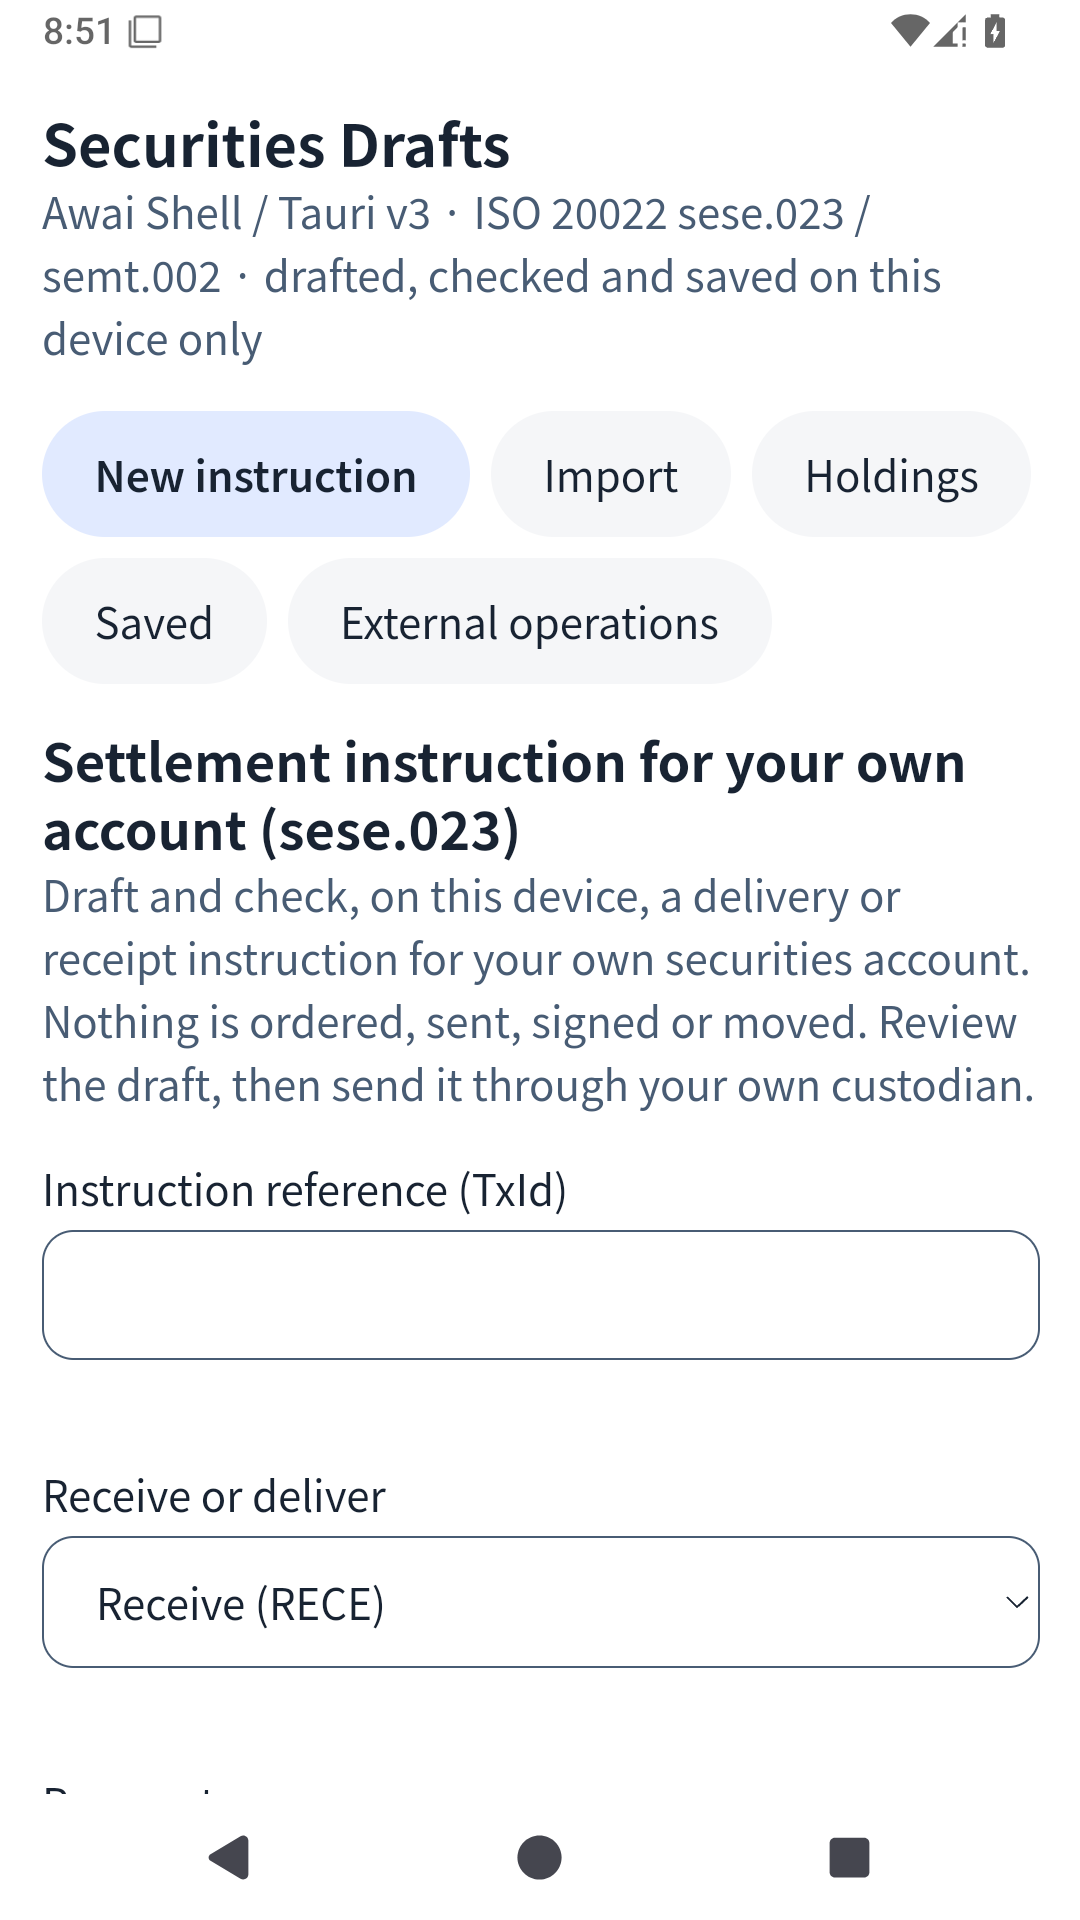 8:51
Securities Drafts
Awai Shell / Tauri v3 · ISO 20022 sese.023 /
semt.002 · drafted, checked and saved on this
device only
New instruction
Import
Holdings
Saved
External operations
Settlement instruction for your own
account (sese.023)
Draft and check, on this device, a delivery or
receipt instruction for your own securities account.
Nothing is ordered, sent, signed or moved. Review
the draft, then send it through your own custodian.
Instruction reference (TxId)
Receive or deliver
Receive (RECE)